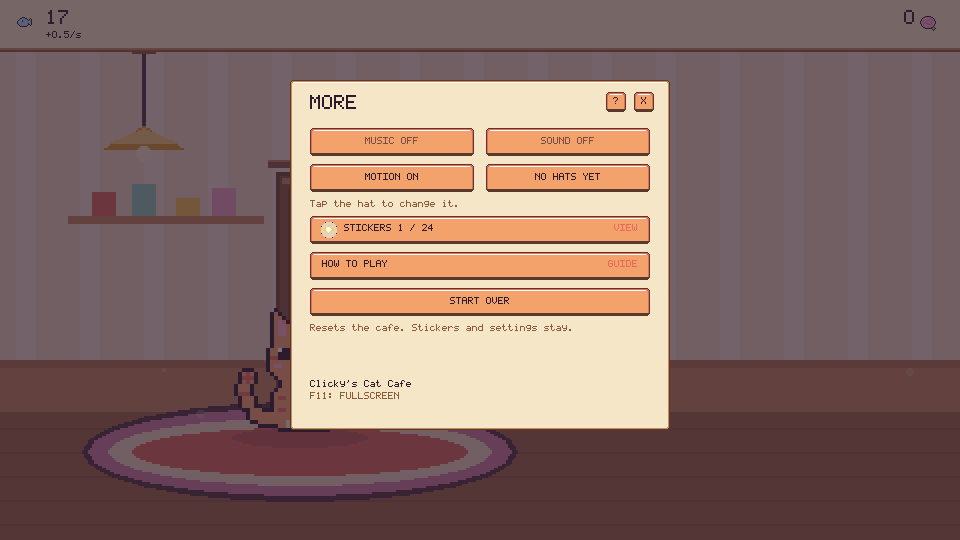 17
+0.5/s
0
MORE
?
X
MUSIC OFF
SOUND OFF
MOTION ON
NO HATS YET
Tap the hat to change it.
STICKERS 1 / 24
VIEW
HOW TO PLAY
GUIDE
START OVER
Resets the cafe. Stickers and settings stay.
Clicky's Cat Cafe
F11: FULLSCREEN